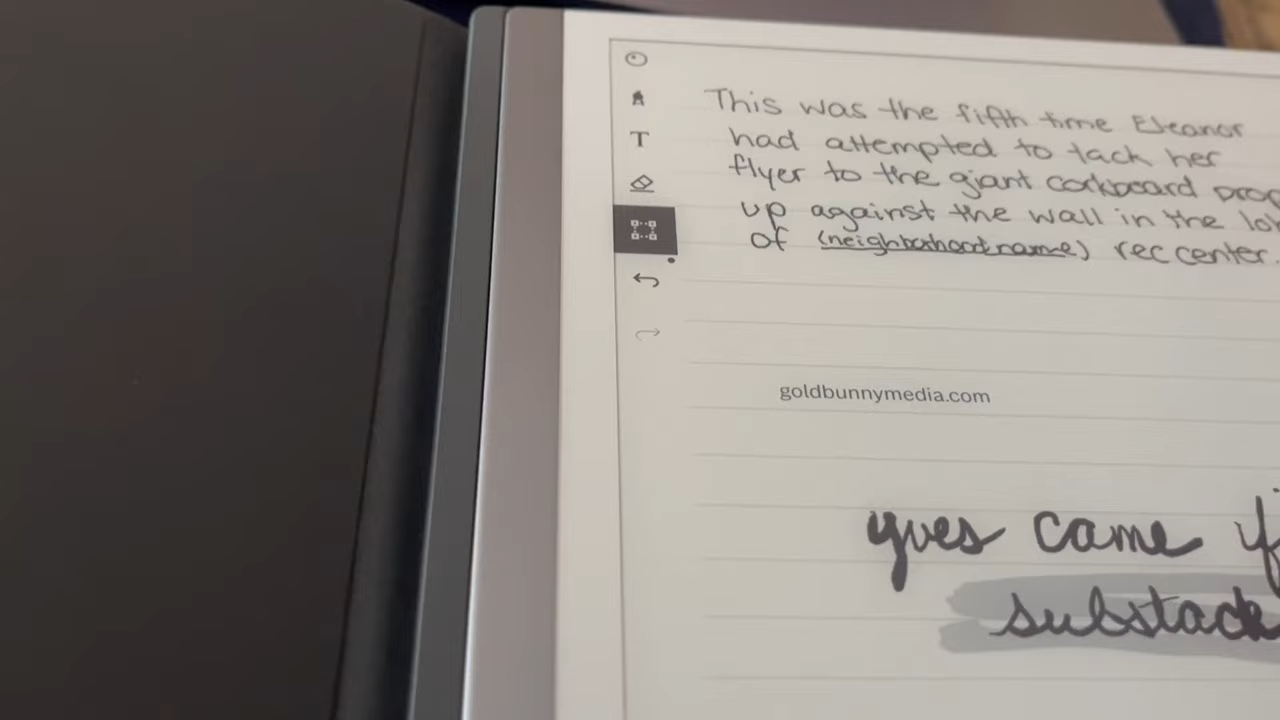 T
This was the fifth time Eleanor
had attempted to tack her
flyer to the giant corkboard
up against the wall in the
of (neighborhood name) rec center.
goldbunnymedia.com
yves came
substack